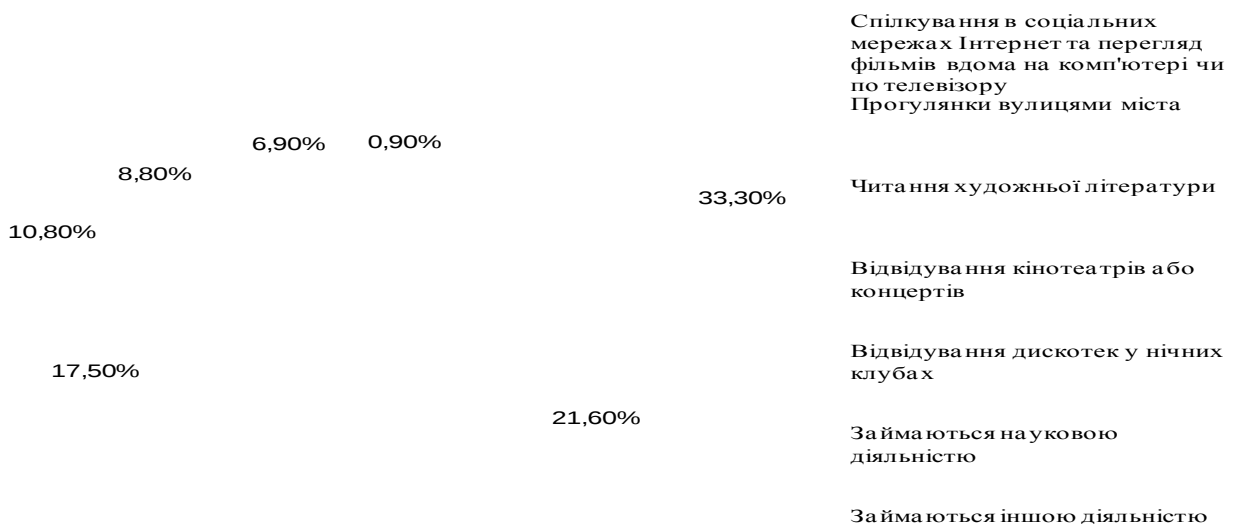 Спілкування в соціальних
мережах Інтернет та перегляд
фільмів вдома на комп'ютері чи
по телевізору
Прогулянки вулицями міста
6,90%
0,90%
8,80%
33,30%
Читання художньої літератури
10,80%
Відвідування кінотеатрів або
концертів
Відвідування дискотек у нічних
клубах
17,50%
21,60%
Займаються науковою
діяльністю
Займаються іншою діяльністю